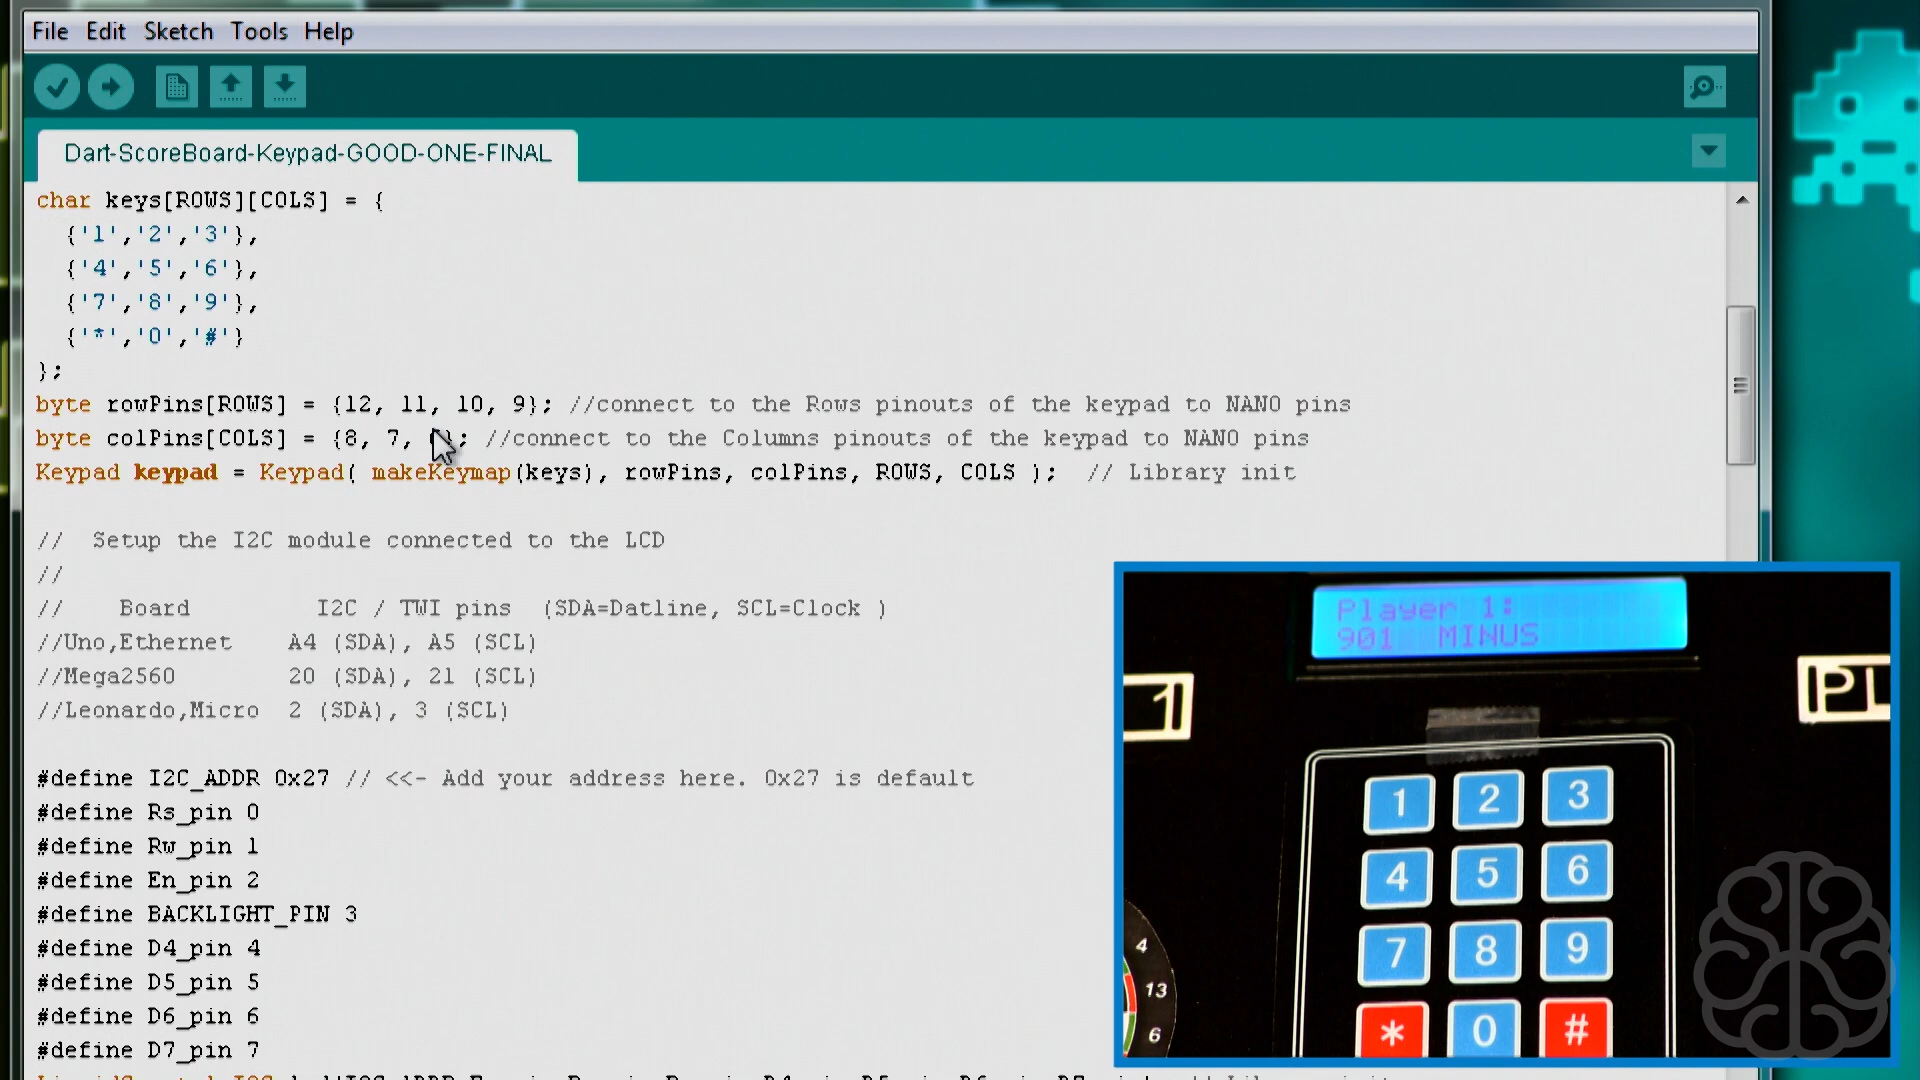 File Edit Sketch Tools Help
Dart-ScoreBoard-Keypad-GOOD-ONE-FINAL
char keys[ROWS][COLS] = {
{'1','2','3'},
{'4','5','6'},
{'7','8','9'},
{'*','0','#'}
};
byte rowPins[ROWS] = {12, 11, 10, 9}; //connect to the Rows pinouts of the keypad to NANO pins
byte colPins[COLS] = {8, 7, }; //connect to the Columns pinouts of the keypad to NANO pins
Keypad keypad = Keypad( makeKeymap(keys), rowPins, colPins, ROWS, COLS ); // Library init
// Setup the I2C module connected to the LCD
//
// Board I2C / TWI pins (SDA=Datline, SCL=Clock )
//Uno,Ethernet A4 (SDA), A5 (SCL)
//Mega2560 20 (SDA), 21 (SCL)
//Leonardo,Micro 2 (SDA), 3 (SCL)
#define I2C_ADDR 0x27 // <<- Add your address here. 0x27 is default
#define Rs_pin 0
#define Rw_pin 1
#define En_pin 2
#define BACKLIGHT_PIN 3
#define D4_pin 4
#define D5_pin 5
#define D6_pin 6
#define D7_pin 7
Player 1:
901 MINUS
1
PL
1 2 3
4 5 6
7 8 9
* 0 #
4
13
6